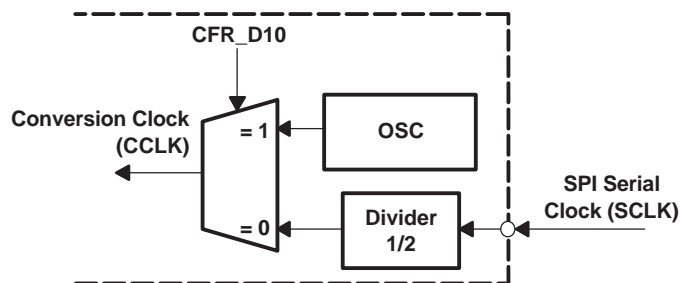 CFR_D10
Conversion Clock
(CCLK)
= 1
OSC
SPI Serial
Clock (SCLK)
= 0
Divider
1/2